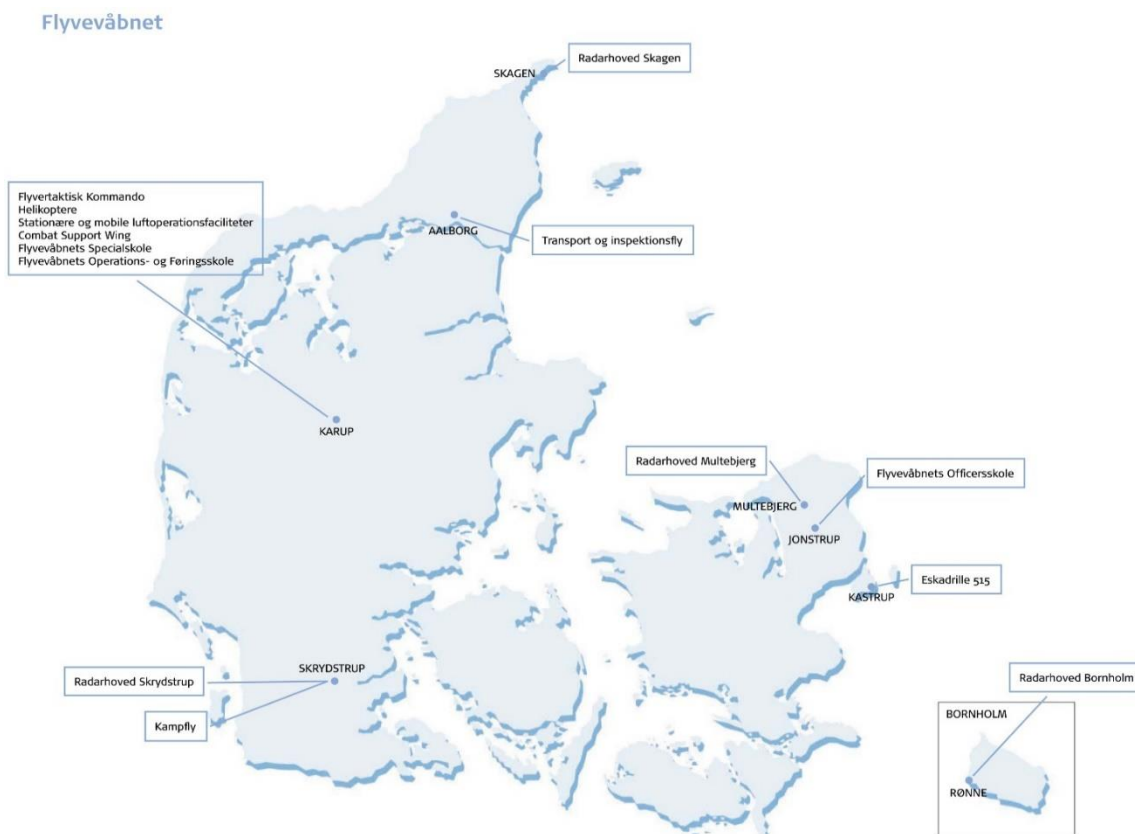 Flyvevåbnet
Radarhoved Skagen
SKAGEN
Flyvertaktisk Kommando
Helikoptere
Stationære og mobile luftoperationsfaciliteter
Combat Support Wing
Flyvevåbnets Specialskole
Flyvevåbnets Operations- og Føringsskole
AALBORG
Transport og inspektionsfly
KARUP
Radarhoved Multebjerg
Flyvevåbnets Officersskole
MULTEBJERG
JONSTRUP
Eskadrille 515
KASTRUP
SKRYDSTRUP
Radarhoved Skrydstrup
Kampfly
Radarhoved Bornholm
BORNHOLM
RØNNE